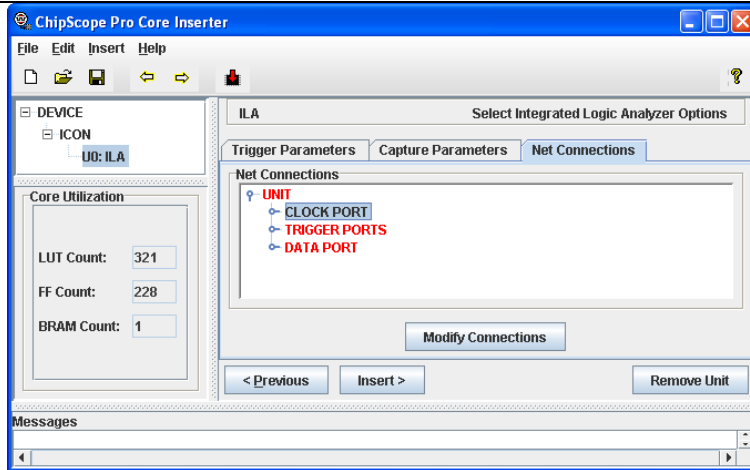 ChipScope Pro Core Inserter
File Edit Insert Help
DEVICE
ICON
U0: ILA
Core Utilization
LUT Count: 321
FF Count: 228
BRAM Count: 1
ILA Select Integrated Logic Analyzer Options
Trigger Parameters Capture Parameters Net Connections
Net Connections
UNIT
CLOCK PORT
TRIGGER PORTS
DATA PORT
Modify Connections
< Previous Insert > Remove Unit
Messages